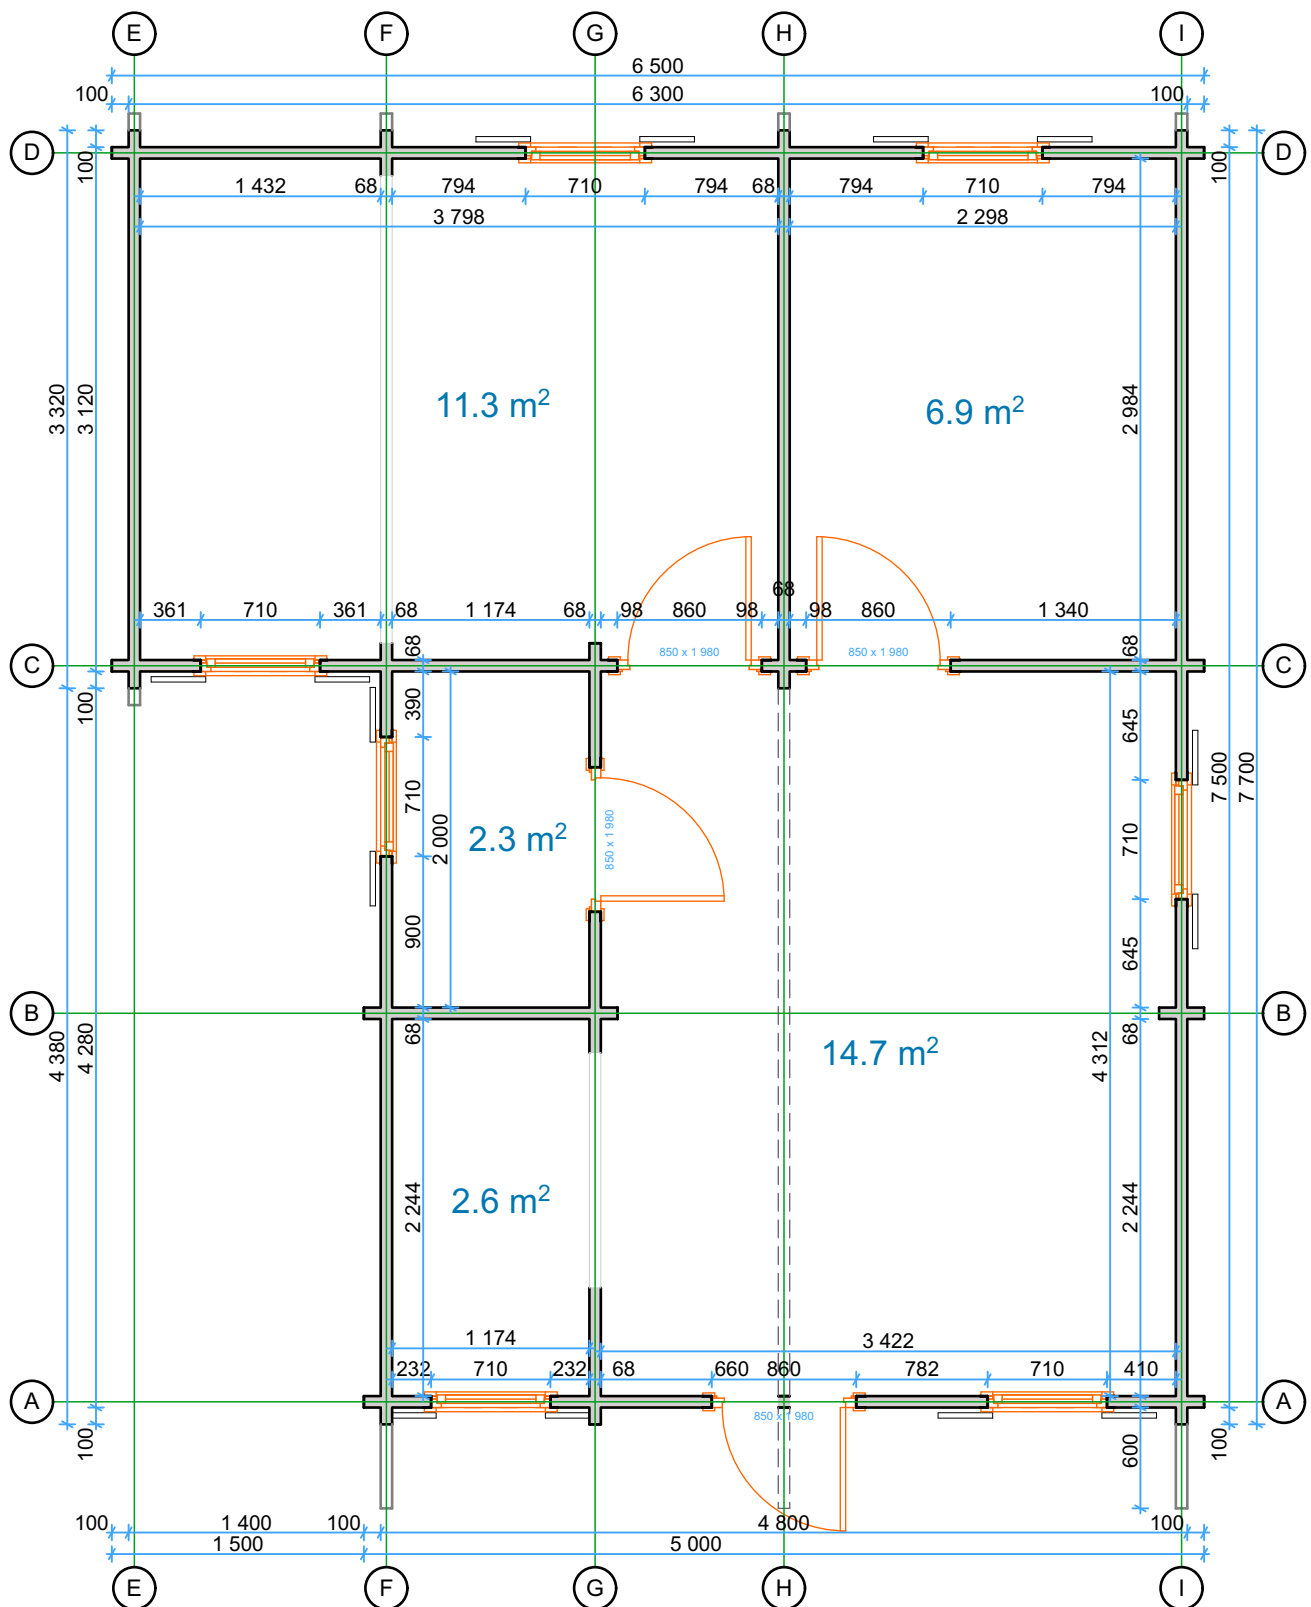 E F G H I
6 500
100 6 300 100
D D
100 100
1 432 68 794 710 794 68 794 710 794
3 798 2 298
3 320 3 120 11.3 m² 6.9 m² 2 984
68
361 710 361 68 1 174 68 98 860 98 98 860 1 340
850 x 1 980 850 x 1 980
68 68
C C
100 390 645
710 2 000 2.3 m² 850 x 1 980 710 7 500 7 700
900 645
B B
68 68
4 380 4 280 14.7 m² 4 312
2 244 2.6 m² 2 244
1 174 3 422
232 710 232 68 660 860 782 710 410
A A
850 x 1 980
100 600 100
100 1 400 100 4 800 100
1 500 5 000
E F G H I